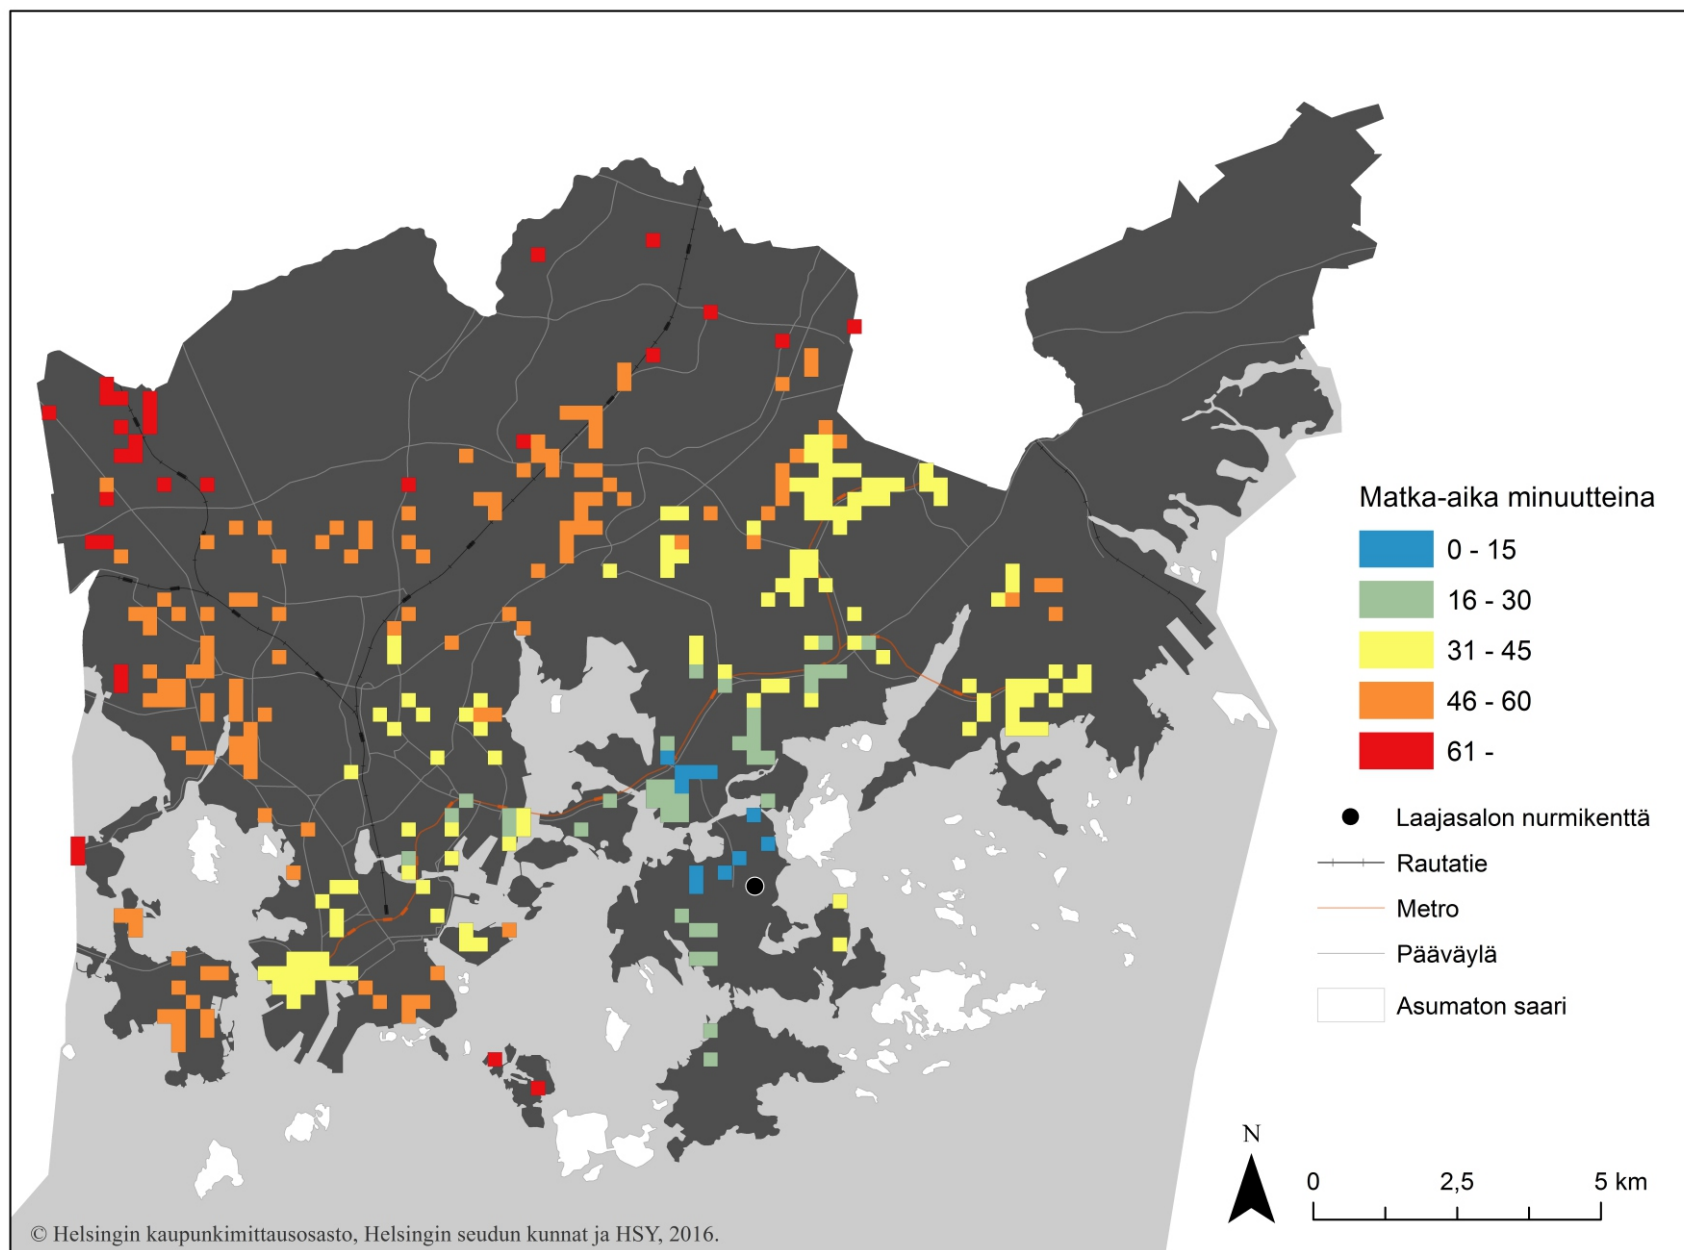 Matka-aika minuutteina
0 - 15
16 - 30
31 - 45
46 - 60
61 -
Laajasalon nurmikenttä
Rautatie
Metro
Pääväylä
Asumaton saari
N
0 2,5 5 km
© Helsingin kaupunkimittausosasto, Helsingin seudun kunnat ja HSY, 2016.